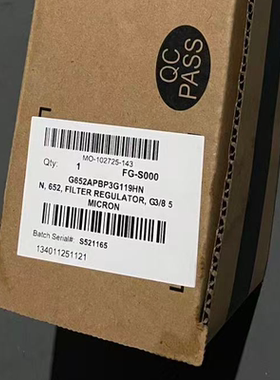 QC
PASS
MO-102725-143
Qty: 1 FG-S000
G652APBP3G119HN
N, 652, FILTER REGULATOR, G3/8 5
MICRON
Batch Serial#: S521165
134011251121